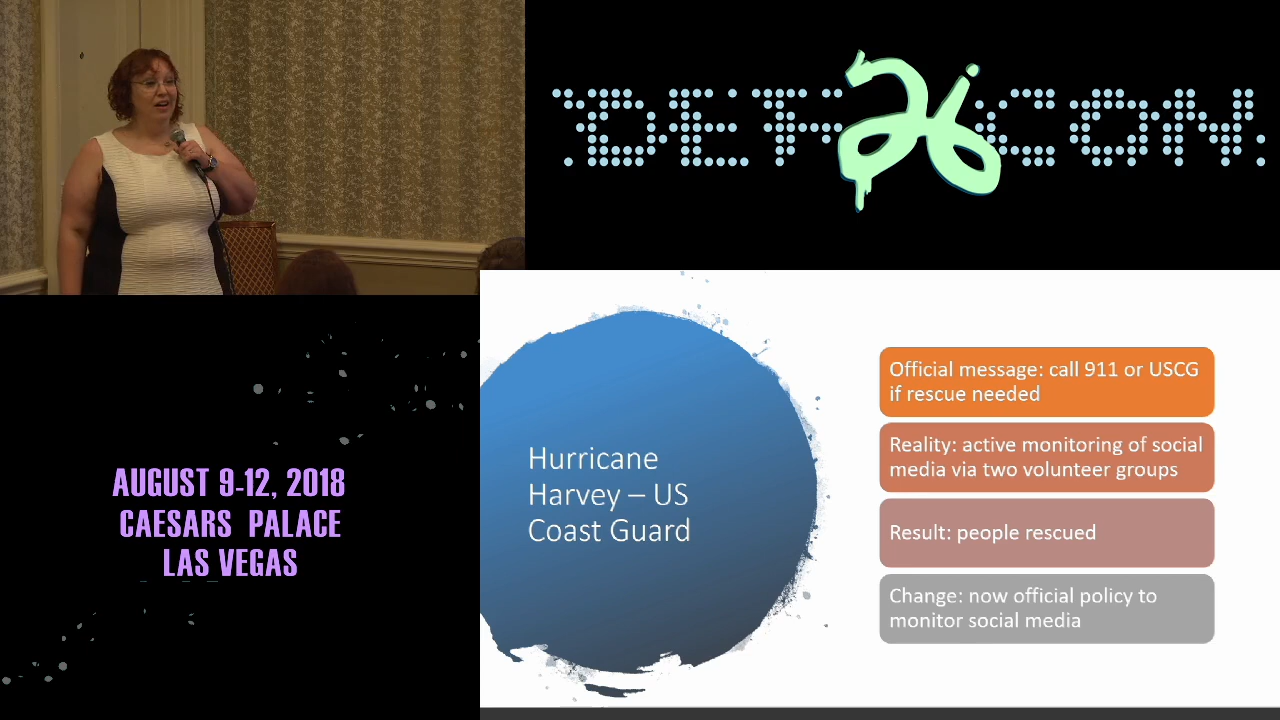 DEF 26 CON.
Official message: call 911 or USCG
if rescue needed
Reality: active monitoring of social
media via two volunteer groups
Hurricane
Harvey – US
Coast Guard
Result: people rescued
Change: now official policy to
monitor social media
AUGUST 9-12, 2018
CAESARS PALACE
LAS VEGAS